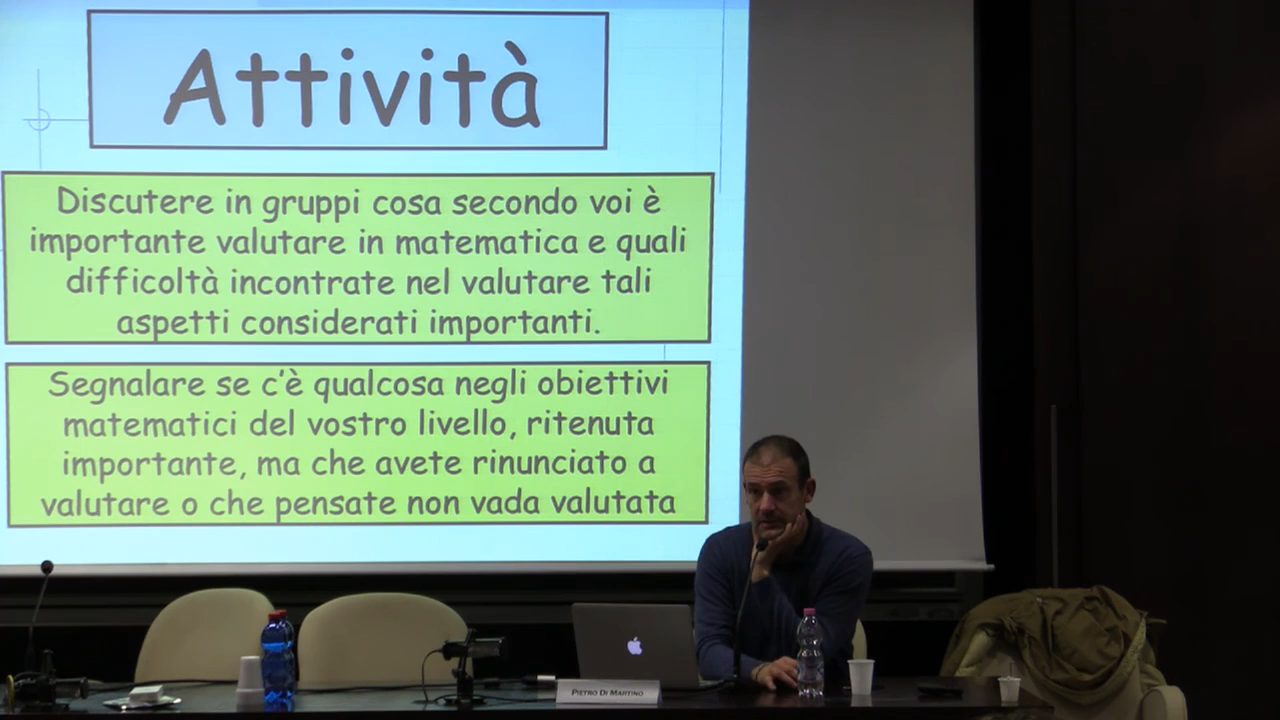 Attività
Discutere in gruppi cosa secondo voi è
importante valutare in matematica e quali
difficoltà incontrate nel valutare tali
aspetti considerati importanti.
Segnalare se c'è qualcosa negli obiettivi
matematici del vostro livello, ritenuta
importante, ma che avete rinunciato a
valutare o che pensate non vada valutata
PIETRO DI MARTINO